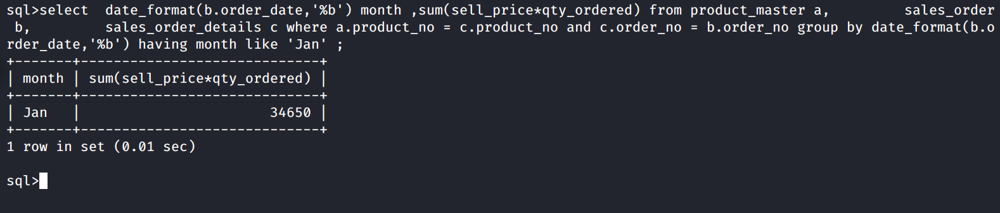 sql>select  date_format(b.order_date,'%b') month ,sum(sell_price*qty_ordered) from product_master a,         sales_order
 b,         sales_order_details c where a.product_no = c.product_no and c.order_no = b.order_no group by date_format(b.o
rder_date,'%b') having month like 'Jan' ;
+-------+-----------------------------+
| month | sum(sell_price*qty_ordered) |
+-------+-----------------------------+
| Jan   |                       34650 |
+-------+-----------------------------+
1 row in set (0.01 sec)
sql>